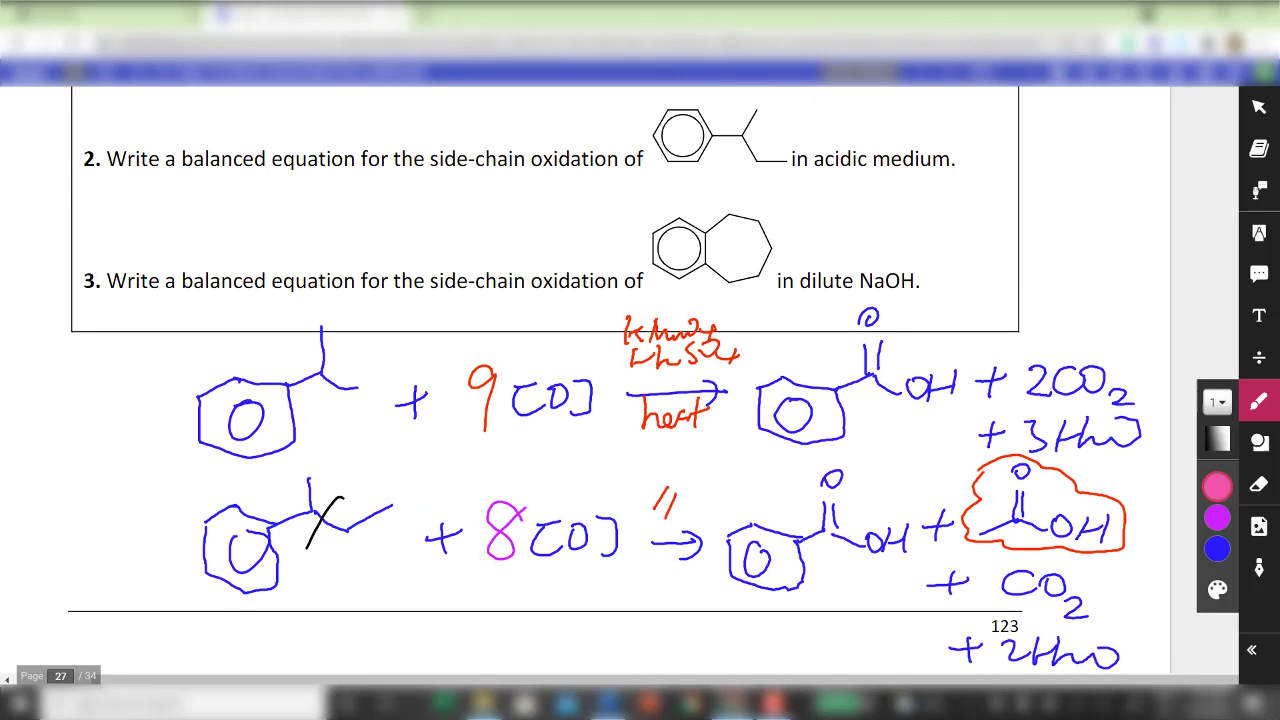 2. Write a balanced equation for the side-chain oxidation of in acidic medium.
3. Write a balanced equation for the side-chain oxidation of in dilute NaOH.
KMnO4
H2SO4
+ 9 [O] heat O OH + 2CO2
+ 3H2O
+ 8 [O] // O OH + O OH
+ CO2
123
+ 2H2O
Page 27 / 34
1
T